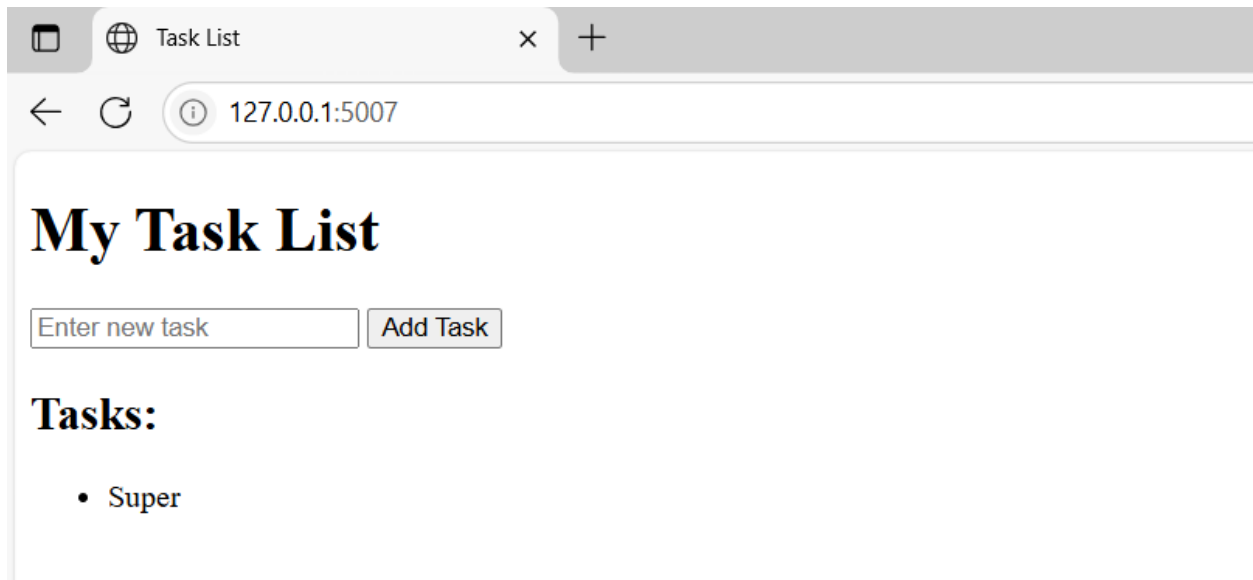 Task List
127.0.0.1:5007
My Task List
Enter new task Add Task
Tasks:
• Super